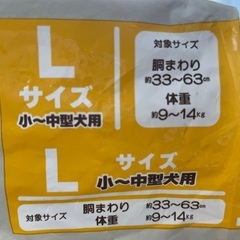 L
サイズ
小～中型犬用
対象サイズ
胴まわり
約33～63cm
体重
約9～14kg
L サイズ
小～中型犬用
対象サイズ 胴まわり 約33～63cm
体重 約9～14kg